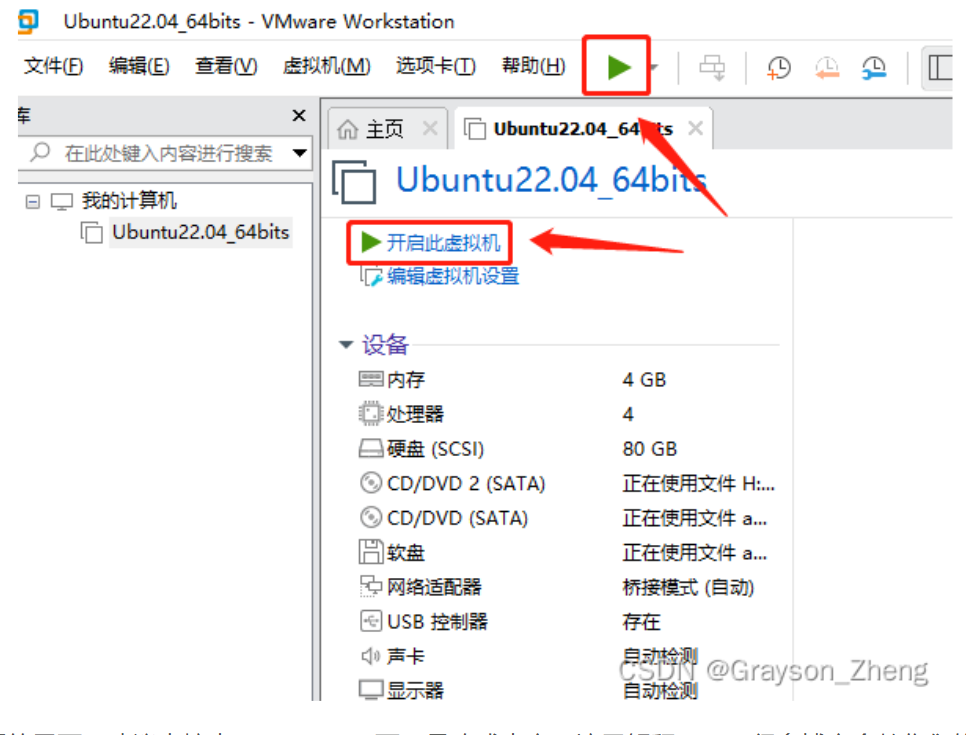 Ubuntu22.04_64bits - VMware Workstation
文件(F) 编辑(E) 查看(V) 虚拟机(M) 选项卡(T) 帮助(H)
库
主页 Ubuntu22.04_64bits
在此处键入内容进行搜索
我的计算机
Ubuntu22.04_64bits
Ubuntu22.04_64bits
开启此虚拟机
编辑虚拟机设置
设备
内存 4 GB
处理器 4
硬盘 (SCSI) 80 GB
CD/DVD 2 (SATA) 正在使用文件 H:...
CD/DVD (SATA) 正在使用文件 a...
软盘 正在使用文件 a...
网络适配器 桥接模式 (自动)
USB 控制器 存在
声卡 自动检测
显示器 自动检测
CSDN @Grayson_Zheng